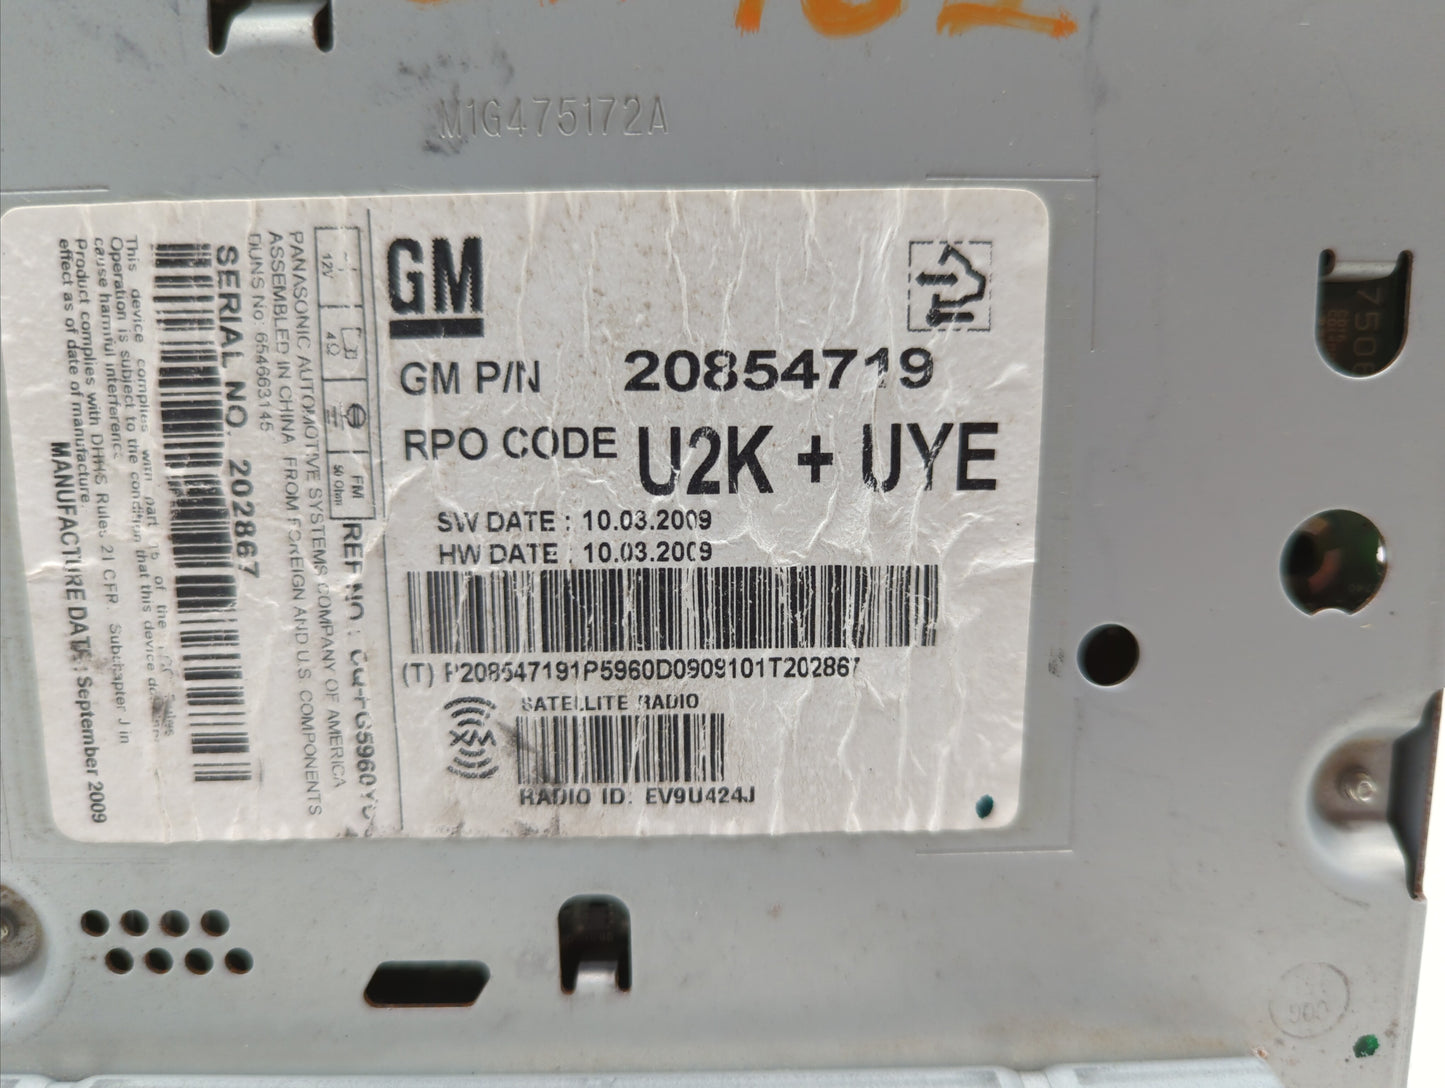 M1G475172A
GM
GM P/N 20854719
RPO CODE U2K + UYE
SW DATE : 10.03.2009
HW DATE : 10.03.2009
(T) P208547191P5960D0909101T202867
SATELLITE RADIO
XM
RADIO ID: EV9U424J
12V
4Ω
FM
50 Ohm
REF NO :
PANASONIC AUTOMOTIVE SYSTEMS COMPANY OF AMERICA
ASSEMBLED IN CHINA FROM FOREIGN AND U.S. COMPONENTS
DUNS No: 654663145
SERIAL NO. 202867
This device complies with part 15 of the
Operation is subject to the condition that this device does
cause harmful interference.
Product complies with DHHS Rules 21 CFR. Subchapter J in
effect as of date of manufacture.
MANUFACTURE DATE : September 2009
7508